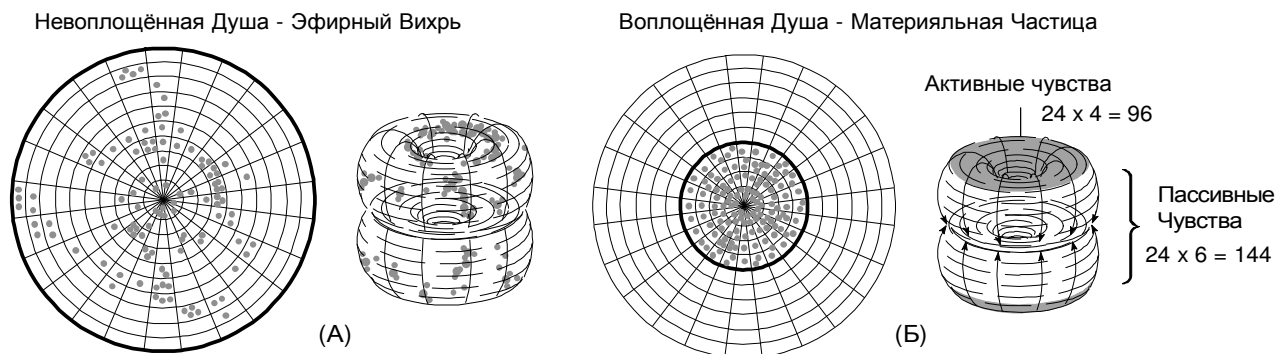 Невоплощённая Душа - Эфирный Вихрь
Воплощённая Душа - Материяльная Частица
Активные чувства
24 x 4 = 96
Пассивные
Чувства
24 x 6 = 144
(А)
(Б)